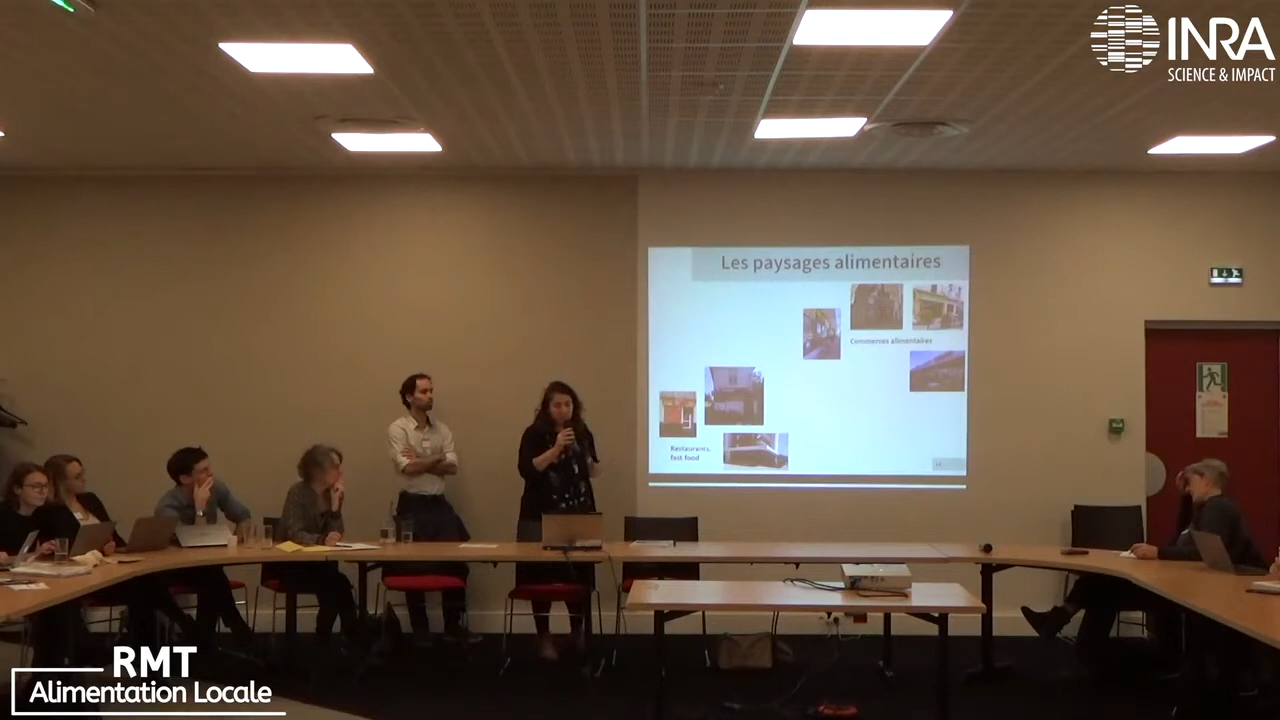 INRA
SCIENCE & IMPACT
Les paysages alimentaires
Commerces alimentaires
Restaurants,
fast food
RMT
Alimentation Locale